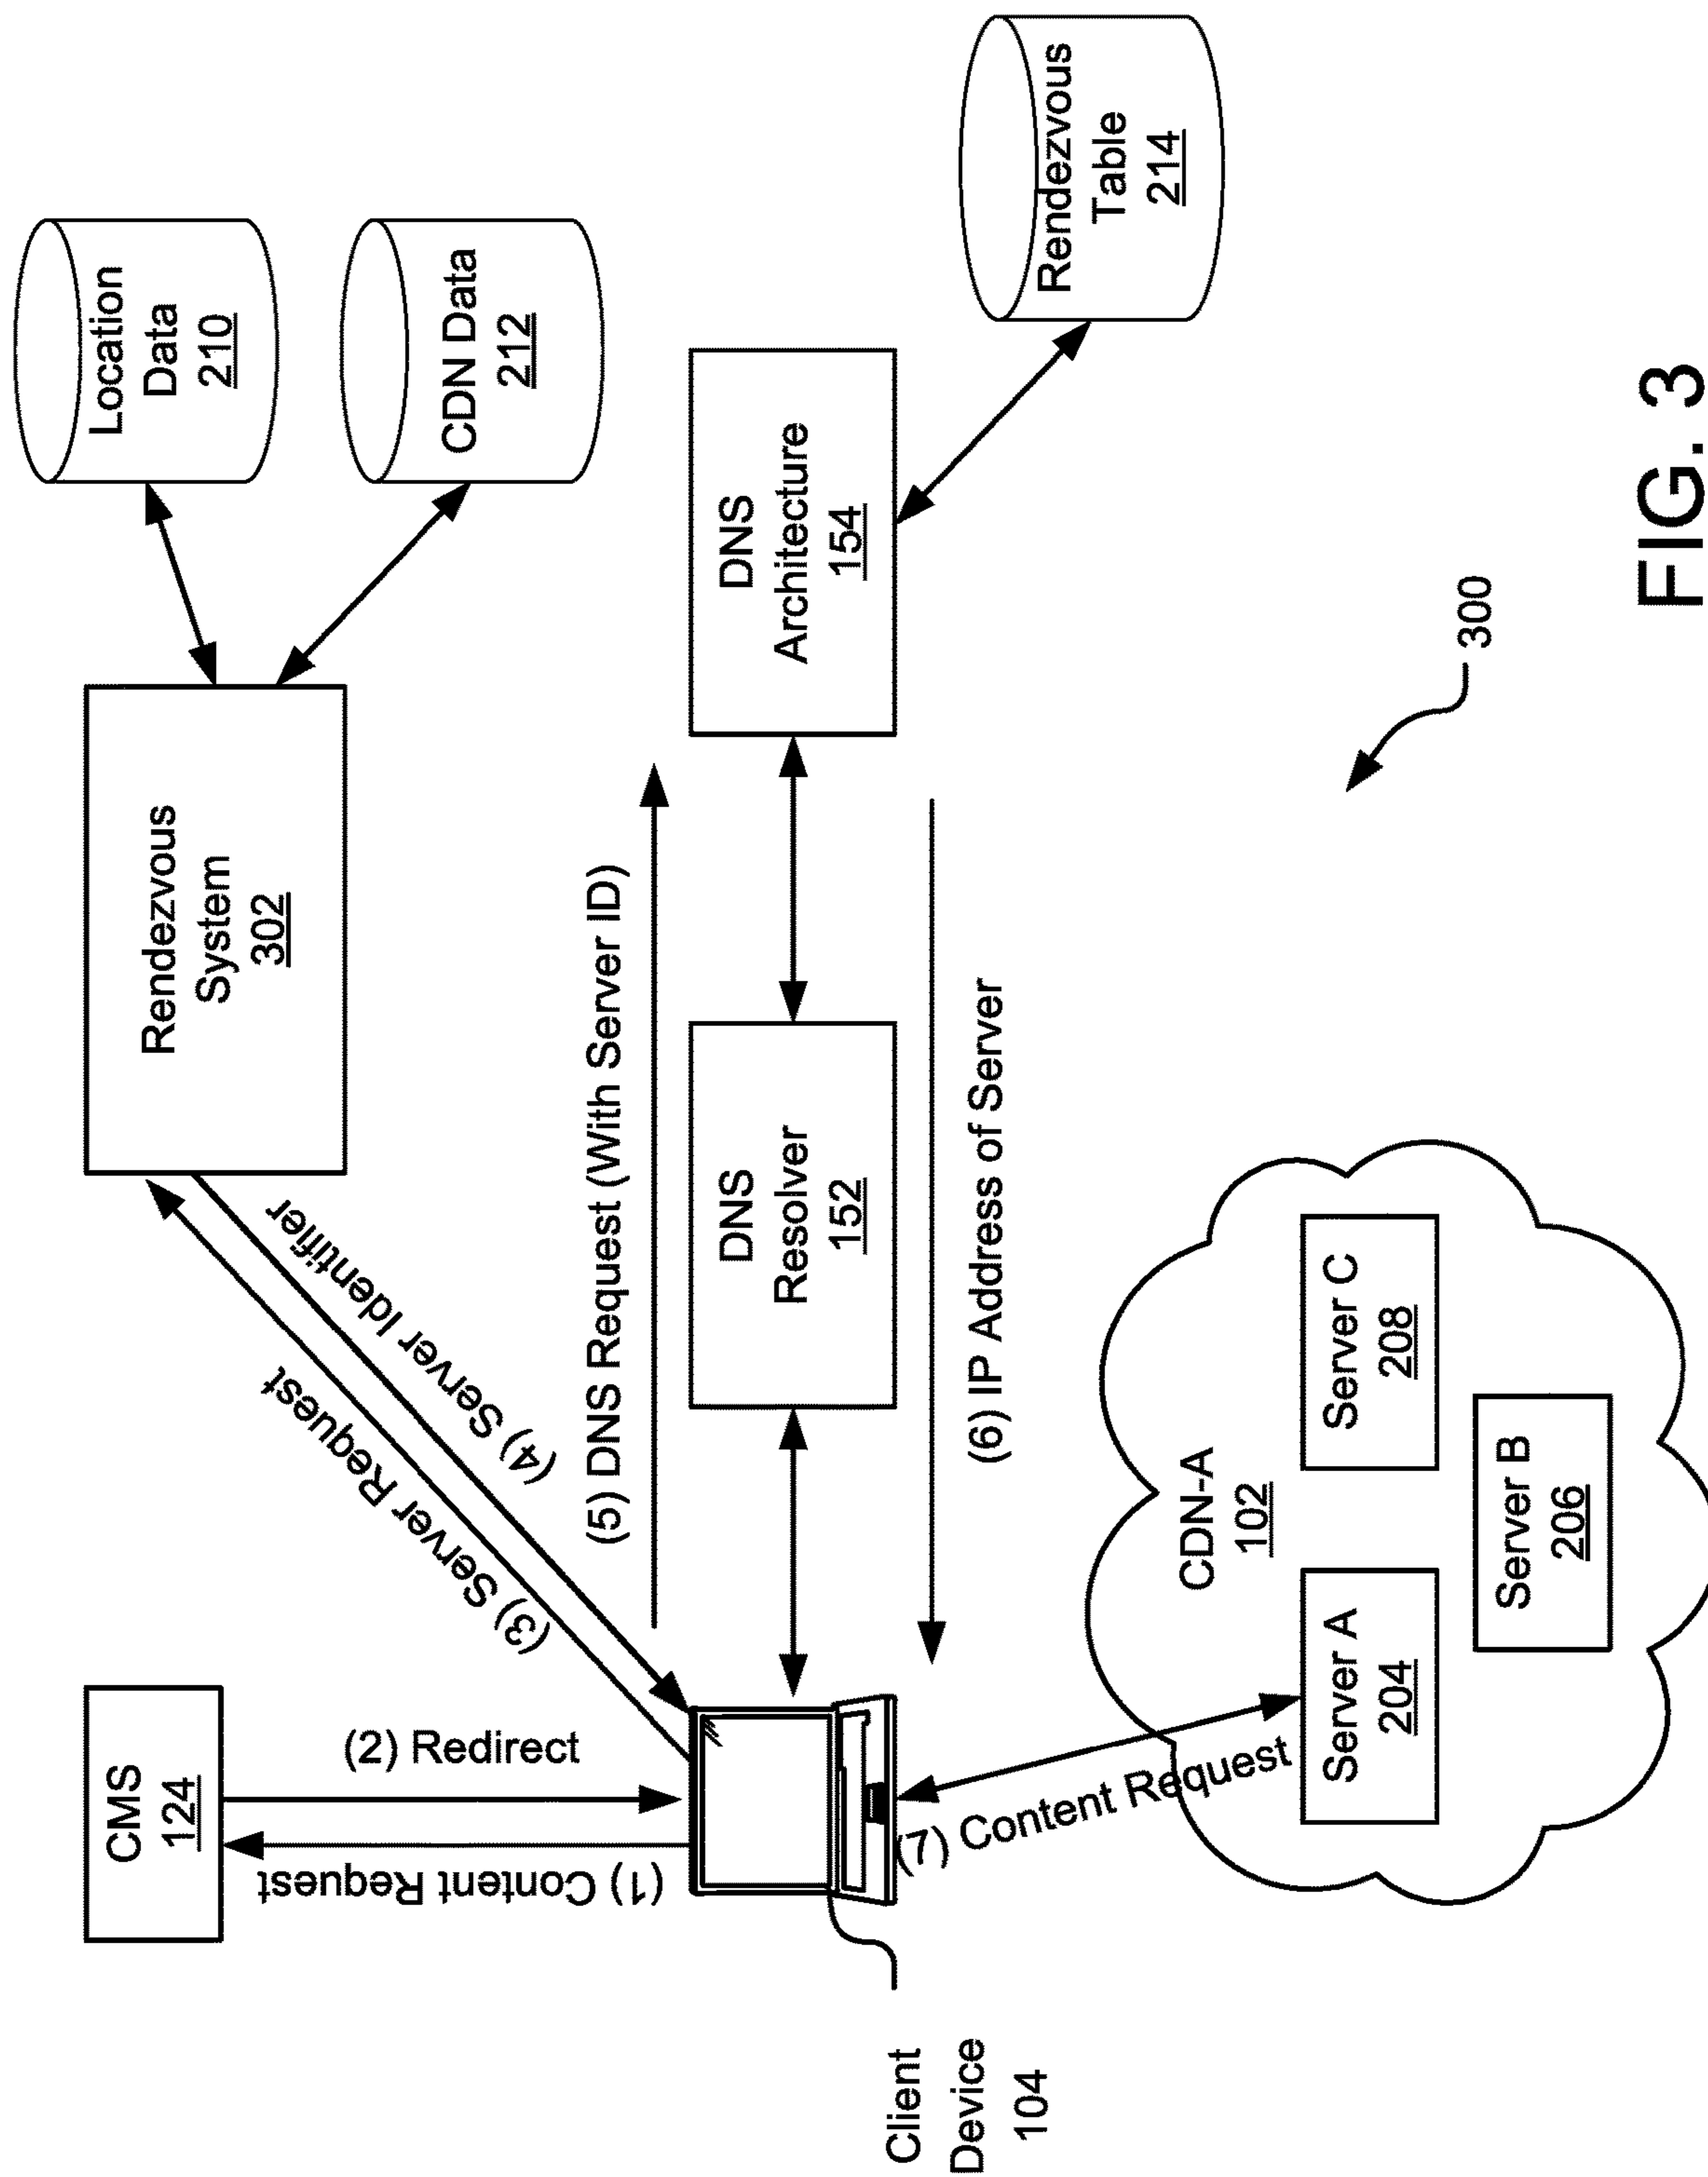 CMS
124
(1) Content Request
(2) Redirect
Rendezvous
System
302
Location
Data
210
CDN Data
212
(3) Server Request
(4) Server Identifier
(5) DNS Request (With Server ID)
DNS
Resolver
152
DNS
Architecture
154
Rendezvous
Table
214
(6) IP Address of Server
Client
Device
104
(7) Content Request
CDN-A
102
Server A
204
Server C
208
Server B
206
300
FIG. 3